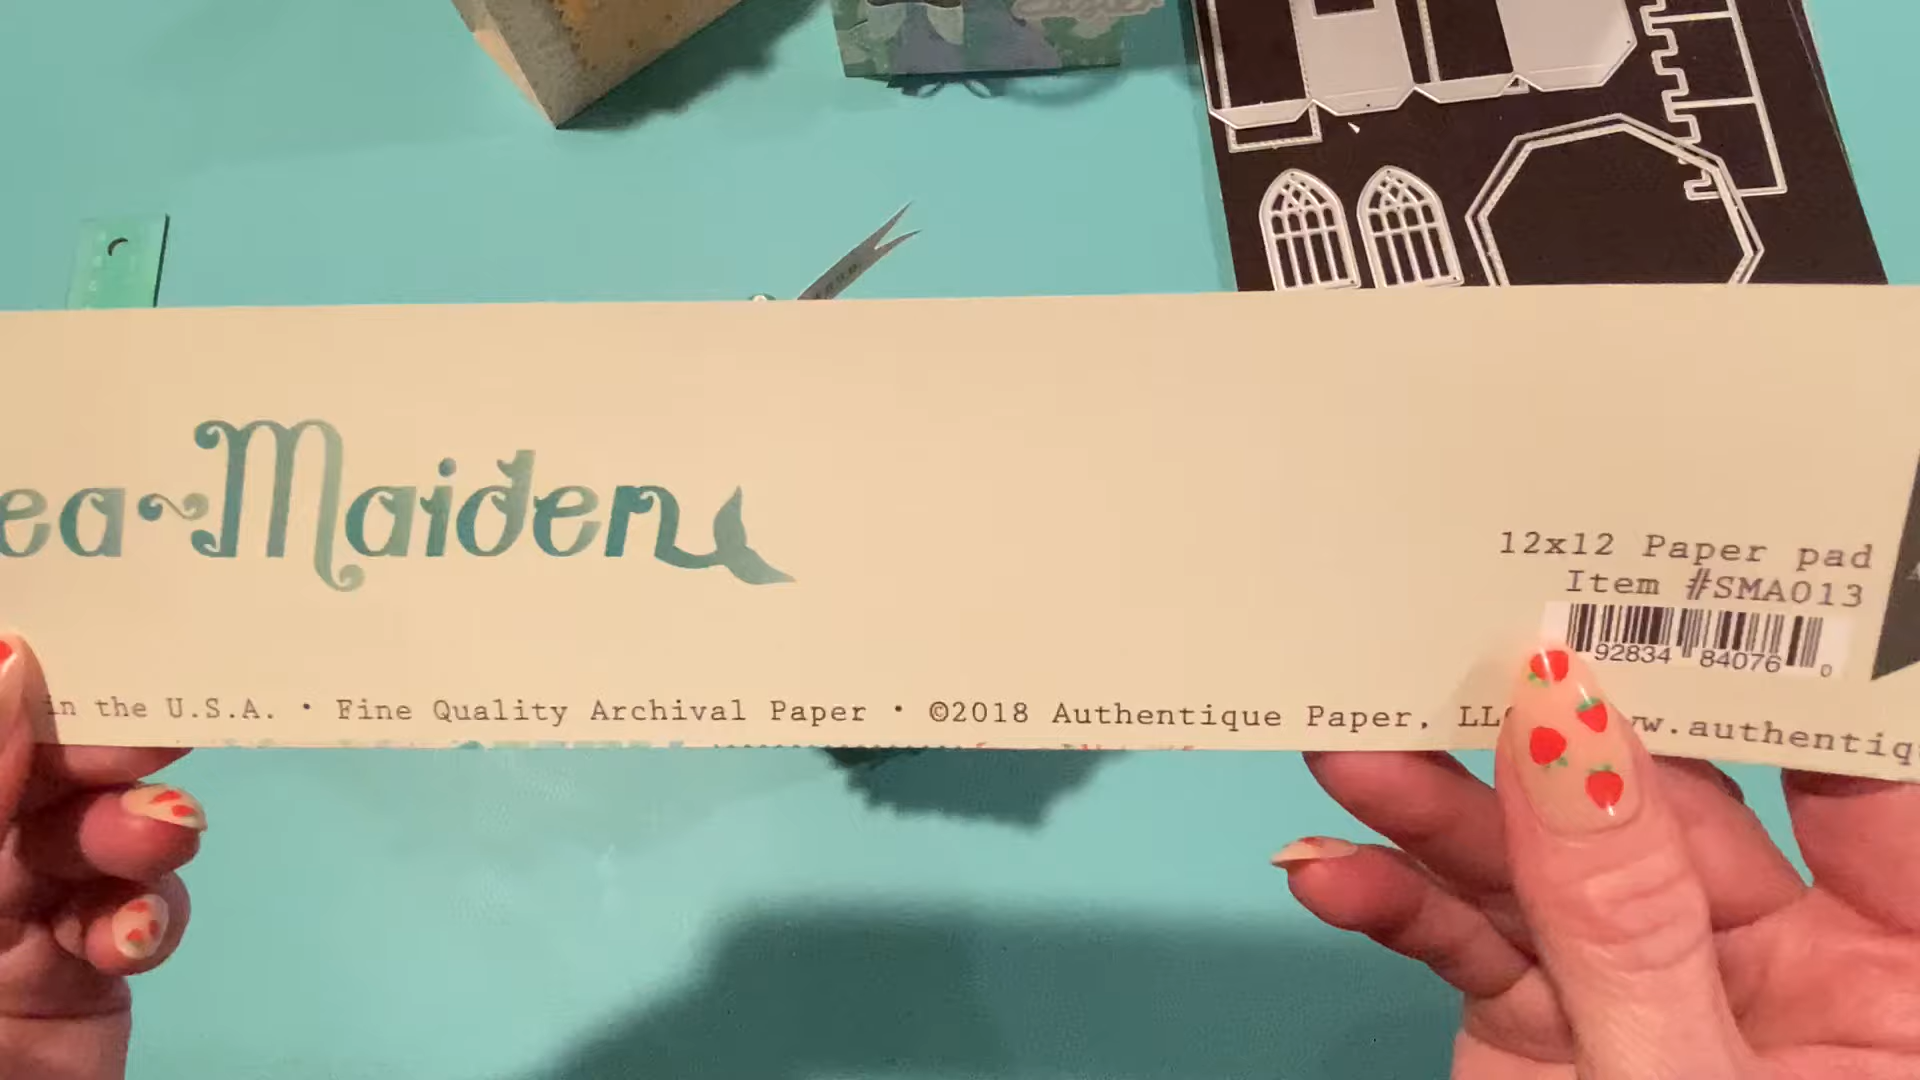 ea~Maiden
12x12 Paper pad
Item #SMA013
92834 84076 0
in the U.S.A. • Fine Quality Archival Paper • ©2018 Authentique Paper, LL w.authentiq